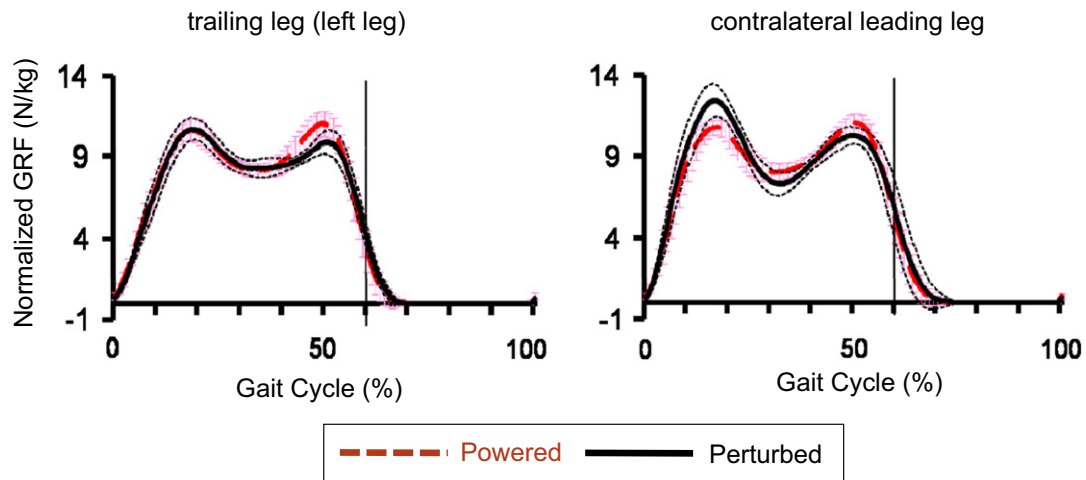 trailing leg (left leg)
contralateral leading leg
Normalized GRF (N/kg)
14
9
4
-1
0
50
100
Gait Cycle (%)
14
9
4
-1
0
50
100
Gait Cycle (%)
Powered
Perturbed